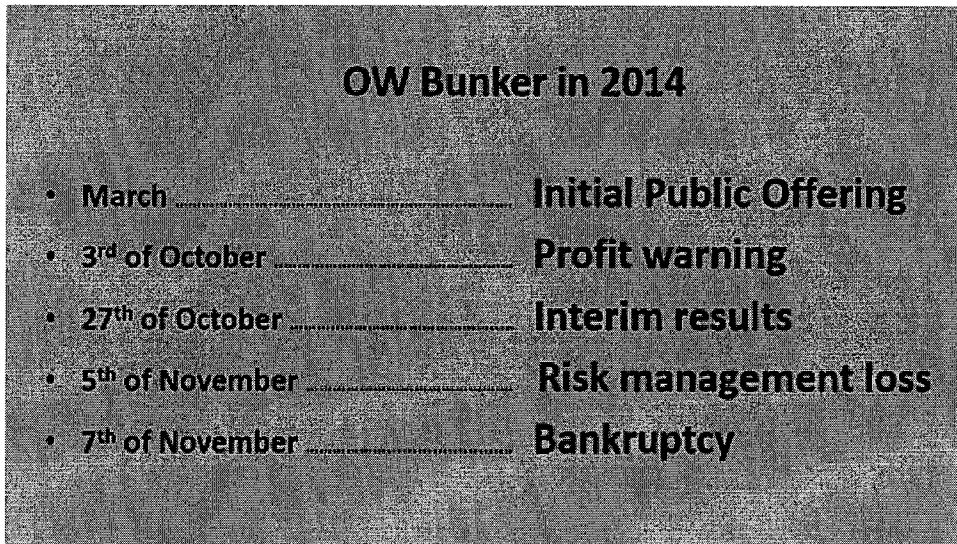 OW Bunker in 2014
• March ........................ Initial Public Offering
• 3rd of October ........................ Profit warning
• 27th of October ........................ Interim results
• 5th of November ........................ Risk management loss
• 7th of November ........................ Bankruptcy